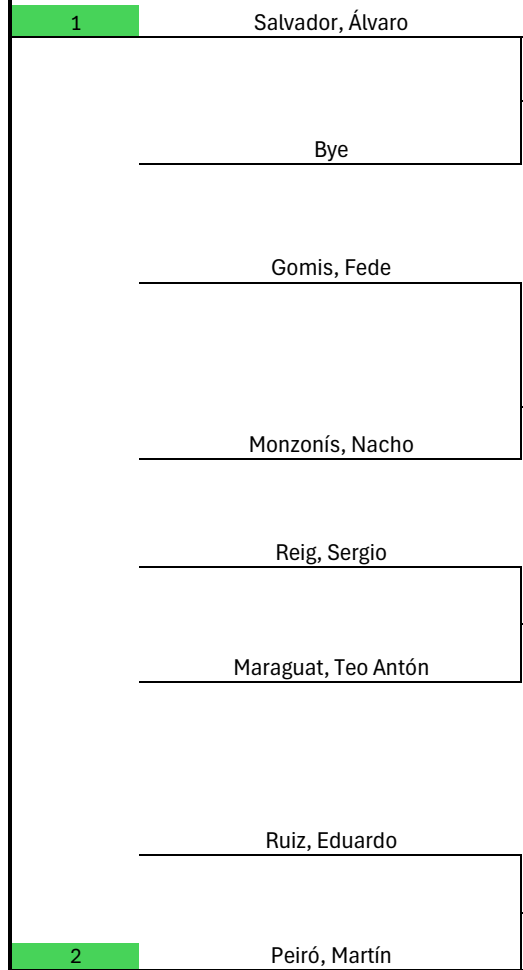 1 Salvador, Álvaro
Bye
Gomis, Fede
Monzonís, Nacho
Reig, Sergio
Maraguat, Teo Antón
Ruiz, Eduardo
2 Peiró, Martín